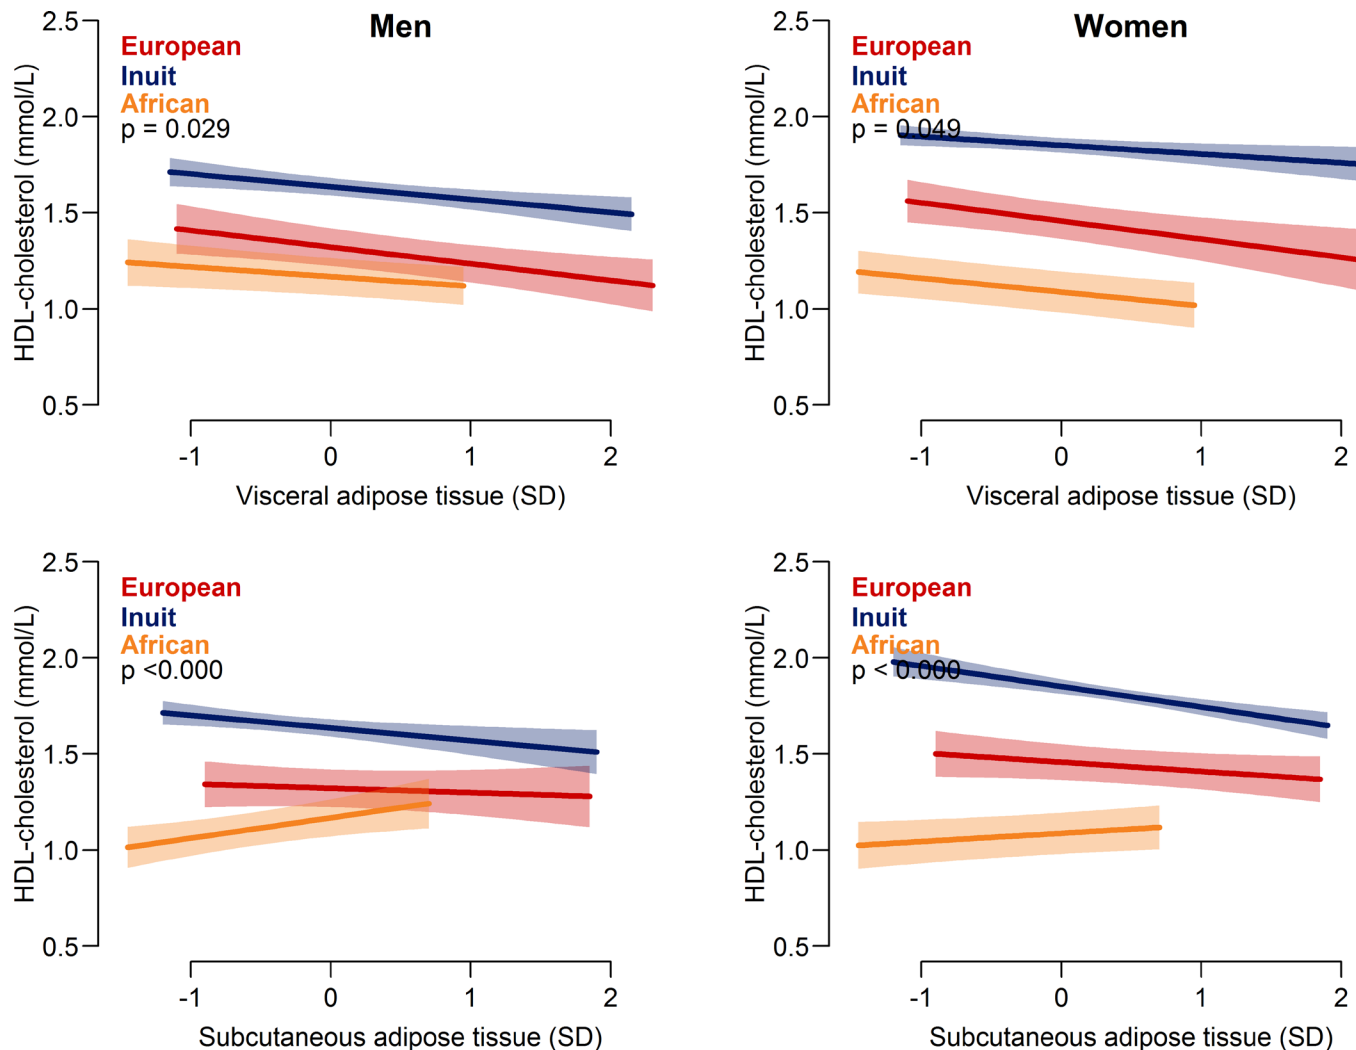 Men
2.5
2.0
1.5
1.0
0.5
HDL-cholesterol (mmol/L)
European
Inuit
African
p = 0.029
-1 0 1 2
Visceral adipose tissue (SD)
Women
2.5
2.0
1.5
1.0
0.5
HDL-cholesterol (mmol/L)
European
Inuit
African
p = 0.049
-1 0 1 2
Visceral adipose tissue (SD)
2.5
2.0
1.5
1.0
0.5
HDL-cholesterol (mmol/L)
European
Inuit
African
p <0.000
-1 0 1 2
Subcutaneous adipose tissue (SD)
2.5
2.0
1.5
1.0
0.5
HDL-cholesterol (mmol/L)
European
Inuit
African
p < 0.000
-1 0 1 2
Subcutaneous adipose tissue (SD)